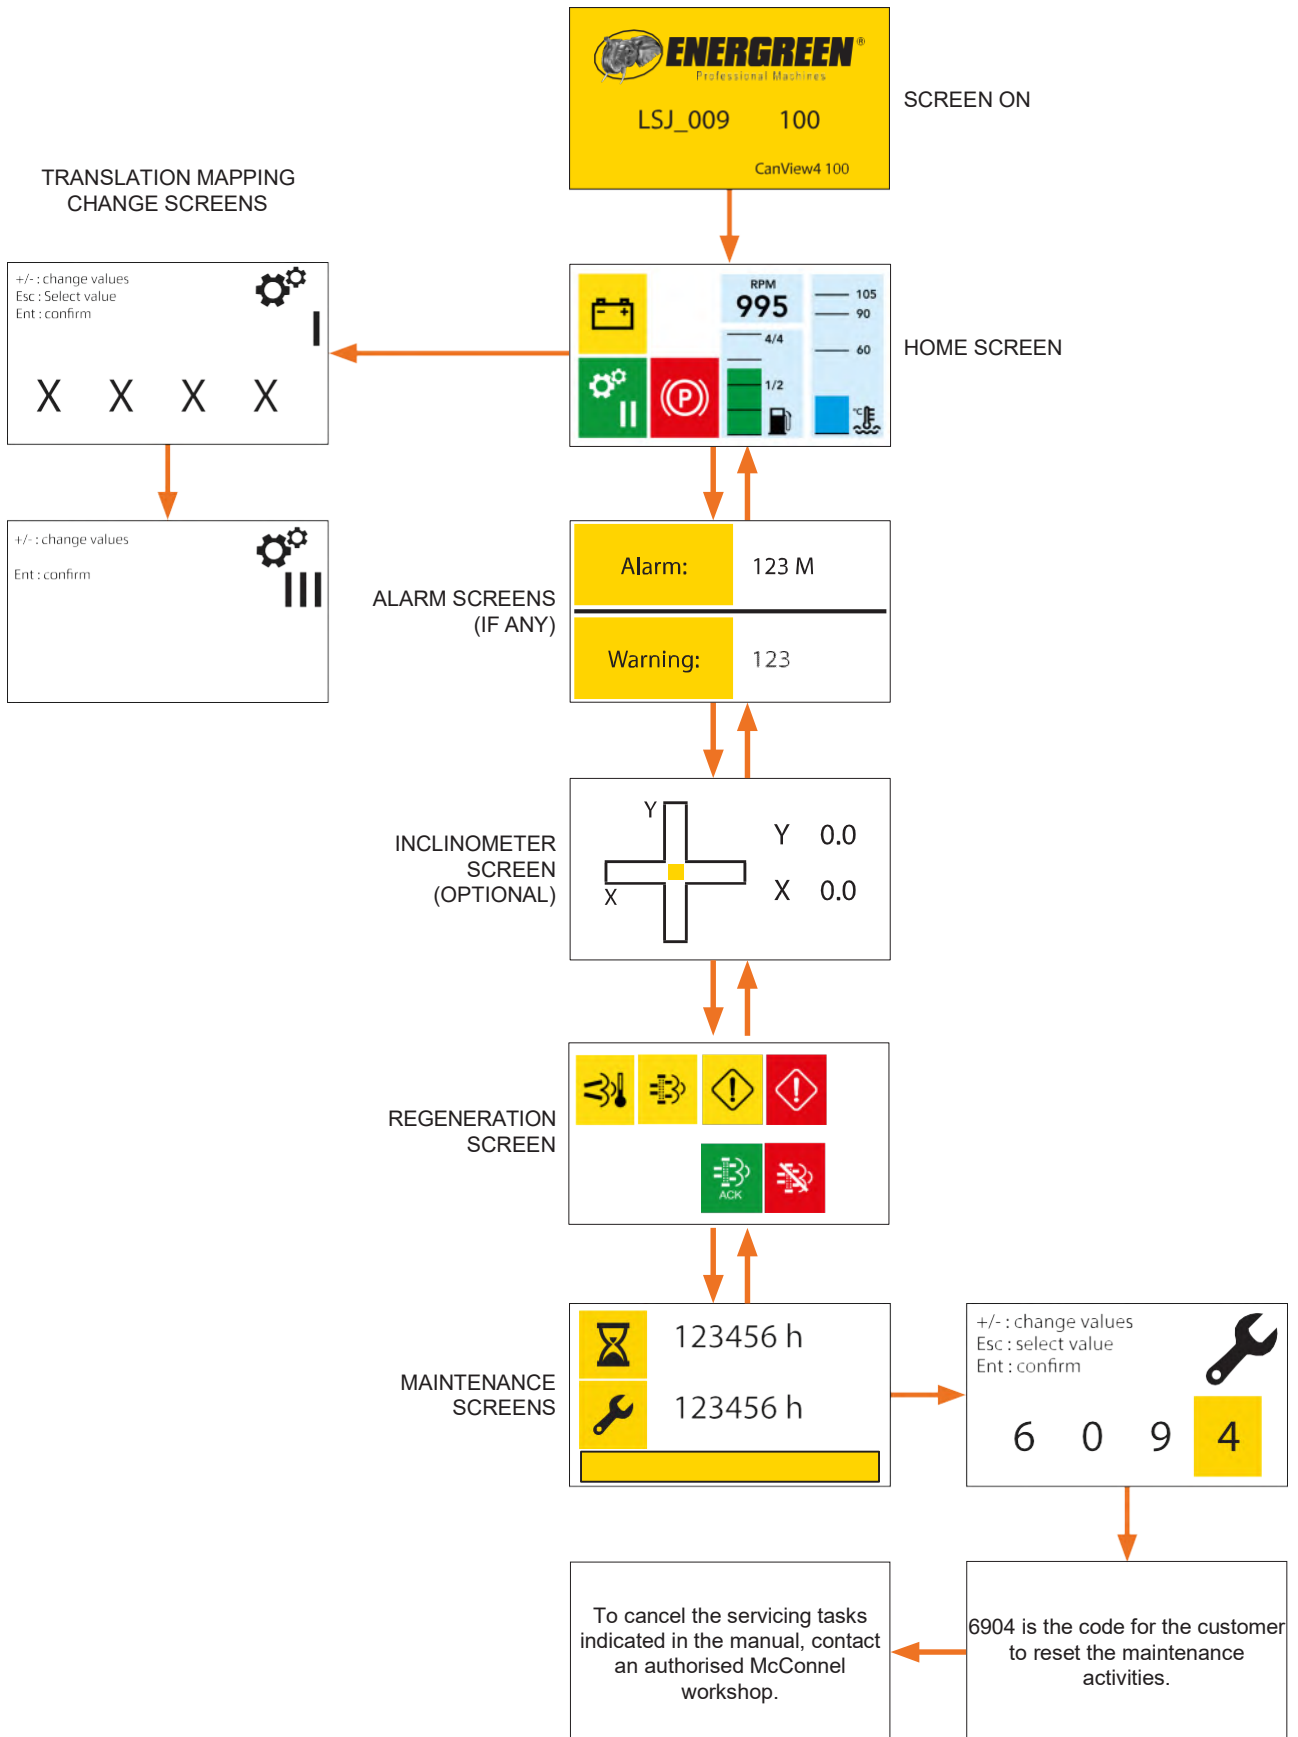 ENERGREEN®
Professional Machines
LSJ_009 100
CanView4 100
SCREEN ON
TRANSLATION MAPPING
CHANGE SCREENS
+/- : change values
Esc : Select value
Ent : confirm
I
X X X X
II
P
RPM
995
4/4
1/2
105
90
60
°C
HOME SCREEN
+/- : change values
Ent : confirm
III
ALARM SCREENS
(IF ANY)
Alarm: 123 M
Warning: 123
INCLINOMETER
SCREEN
(OPTIONAL)
Y
X
Y 0.0
X 0.0
REGENERATION
SCREEN
ACK
MAINTENANCE
SCREENS
123456 h
123456 h
+/- : change values
Esc : select value
Ent : confirm
6 0 9 4
To cancel the servicing tasks
indicated in the manual, contact
an authorised McConnel
workshop.
6904 is the code for the customer
to reset the maintenance
activities.